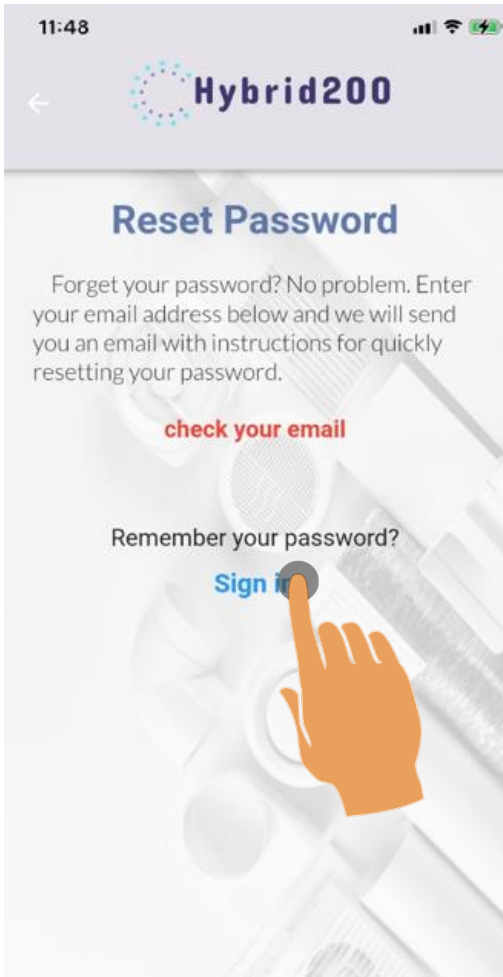 11:48
Hybrid200
Reset Password
Forget your password? No problem. Enter
your email address below and we will send
you an email with instructions for quickly
resetting your password.
check your email
Remember your password?
Sign in